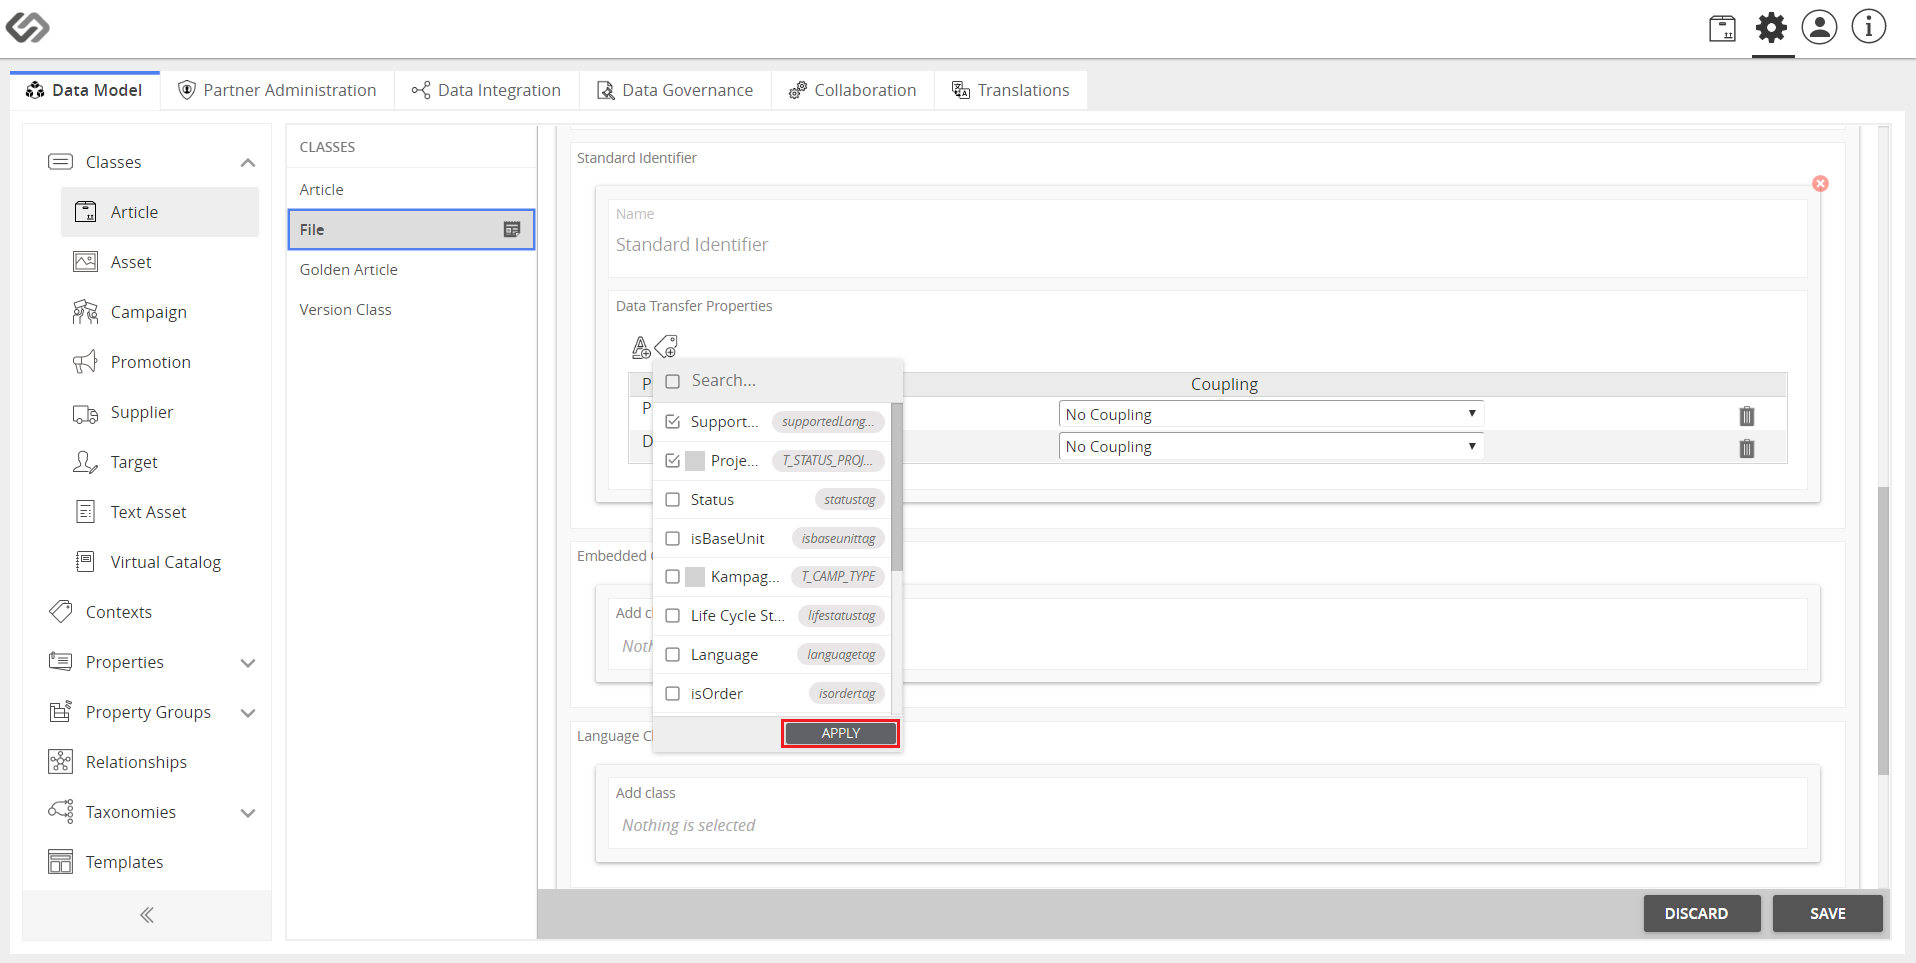 Data Model
Partner Administration
Data Integration
Data Governance
Collaboration
Translations
Classes
Article
Asset
Campaign
Promotion
Supplier
Target
Text Asset
Virtual Catalog
Contexts
Properties
Property Groups
Relationships
Taxonomies
Templates
CLASSES
Article
File
Golden Article
Version Class
Standard Identifier
Name
Standard Identifier
Data Transfer Properties
P
Coupling
P
No Coupling
D
No Coupling
Search...
Support... supportedLang...
Proje... T_STATUS_PROJ...
Status statustag
isBaseUnit isbaseunittag
Kampag... T_CAMP_TYPE
Life Cycle St... lifestatustag
Language languagetag
isOrder isordertag
APPLY
Embedded
Add cl
Noth
Language Cl
Add class
Nothing is selected
DISCARD
SAVE